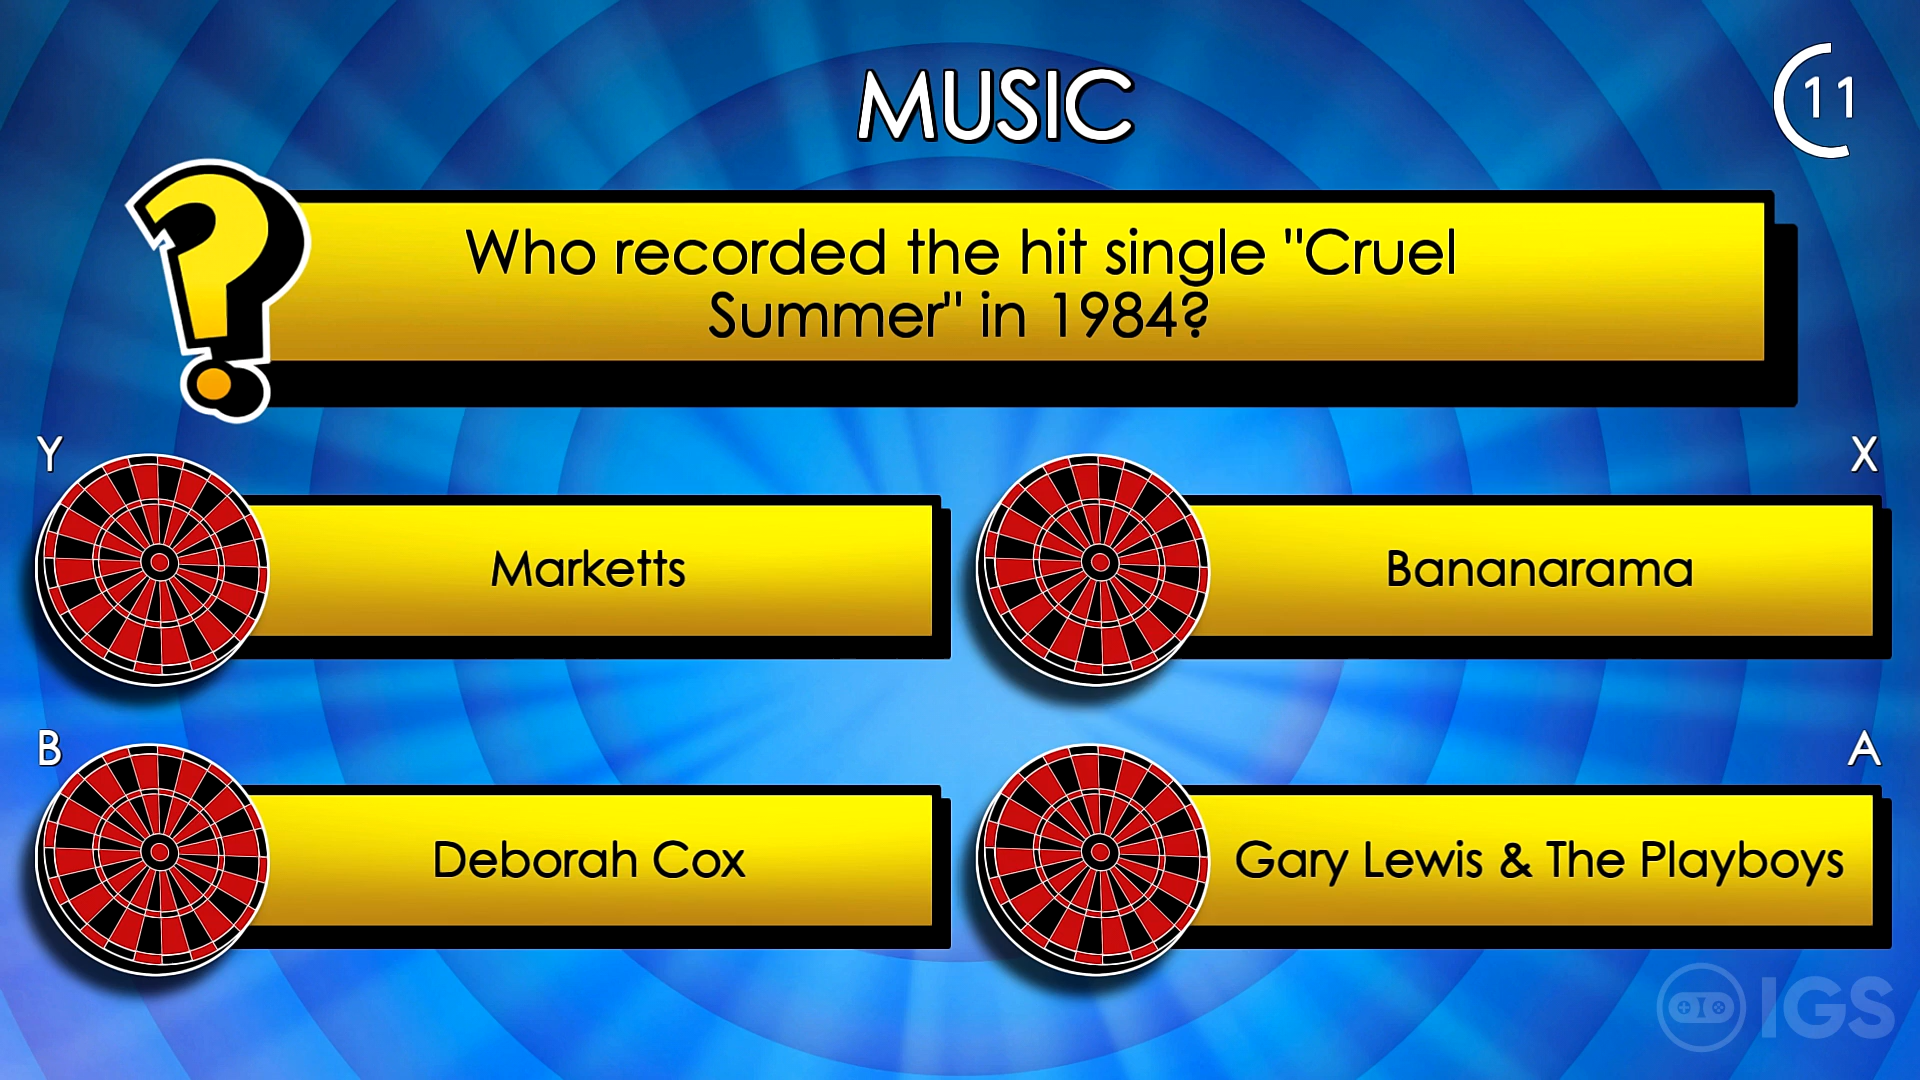 MUSIC
11
Who recorded the hit single "Cruel
Summer" in 1984?
Y
X
Marketts
Bananarama
B
A
Deborah Cox
Gary Lewis & The Playboys
IGS